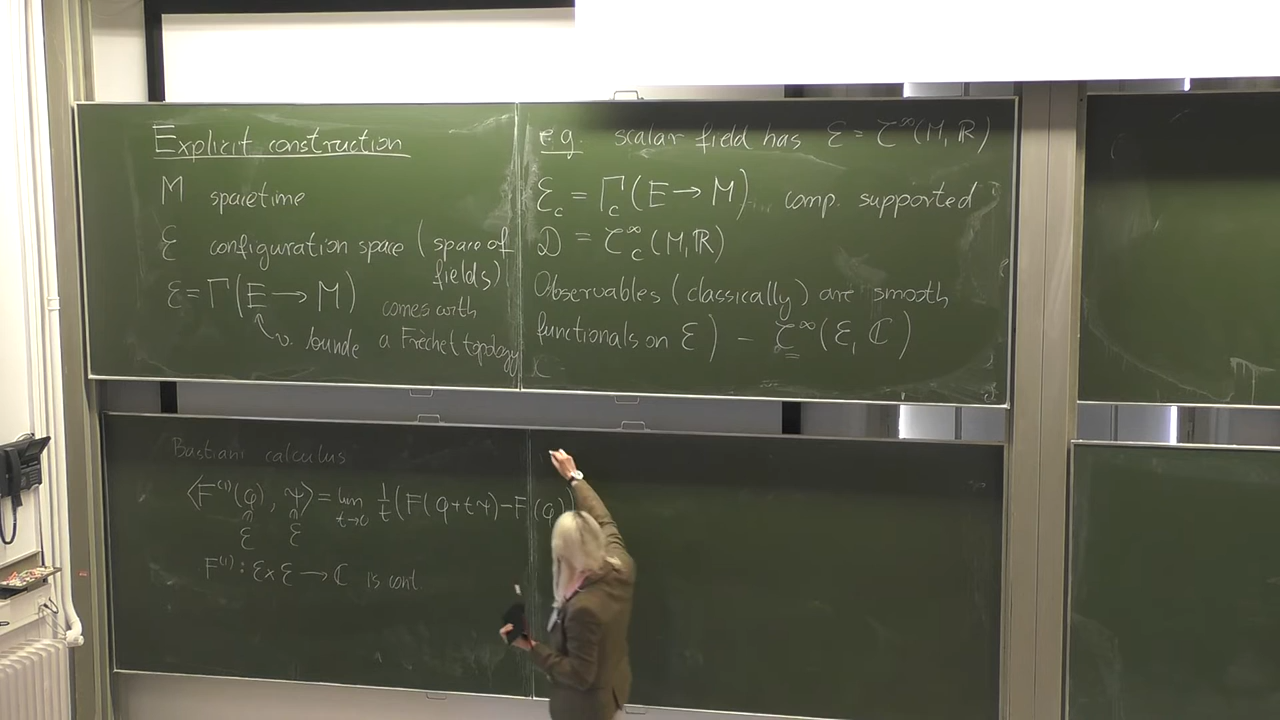 Explicit construction
M spacetime
ℰ configuration space (space of fields)
ℰ = Γ(E → M) comes with
v. bundle a Fréchet topology
e.g. scalar field has ℰ = C^∞(M, ℝ)
ℰ_c = Γ_c(E → M) comp. supported
𝒟 = C_c^∞(M, ℝ)
Observables (classically) are smooth
functionals on ℰ) – C^∞(ℰ, ℂ)
Bastiani calculus
⟨F^(1)(φ), ψ⟩ = lim_{t→0} 1/t (F(φ+tψ) – F(φ))
ℰ ℰ
F^(1) : ℰ × ℰ → ℂ is cont